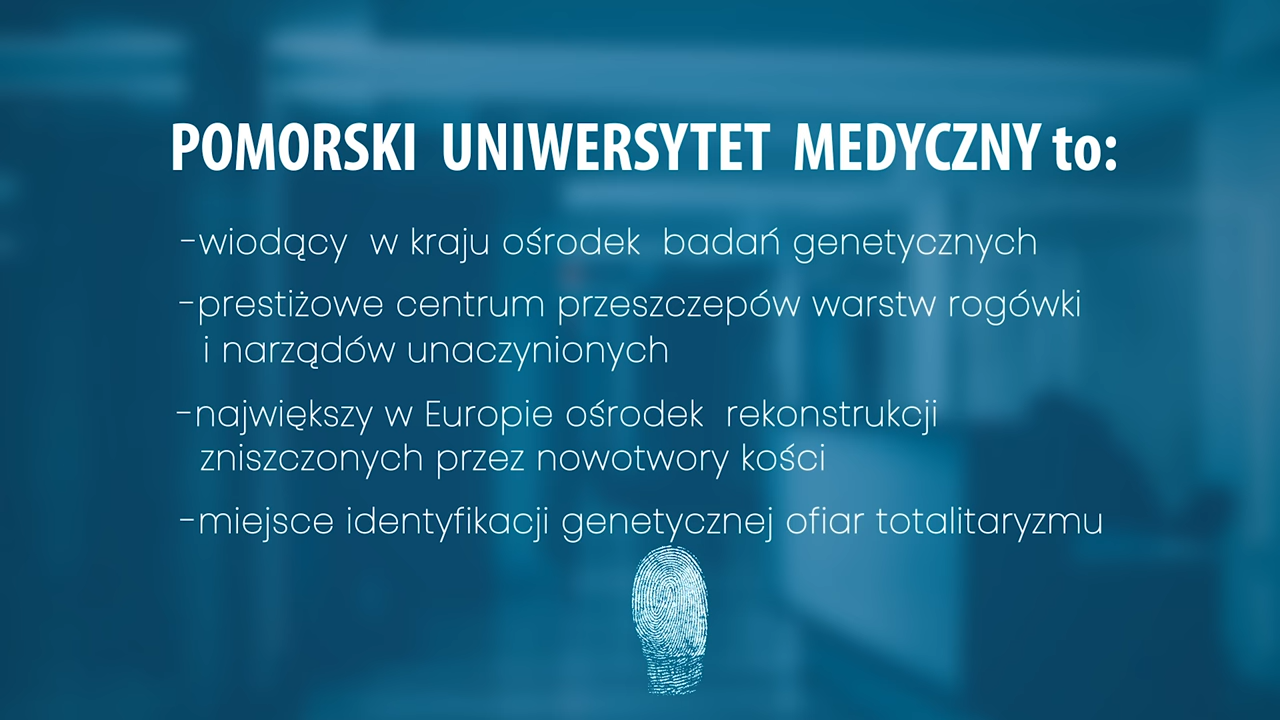 POMORSKI UNIWERSYTET MEDYCZNY to:
-wiodący w kraju ośrodek badań genetycznych
-prestiżowe centrum przeszczepów warstw rogówki
i narządów unaczynionych
-największy w Europie ośrodek rekonstrukcji
zniszczonych przez nowotwory kości
-miejsce identyfikacji genetycznej ofiar totalitaryzmu